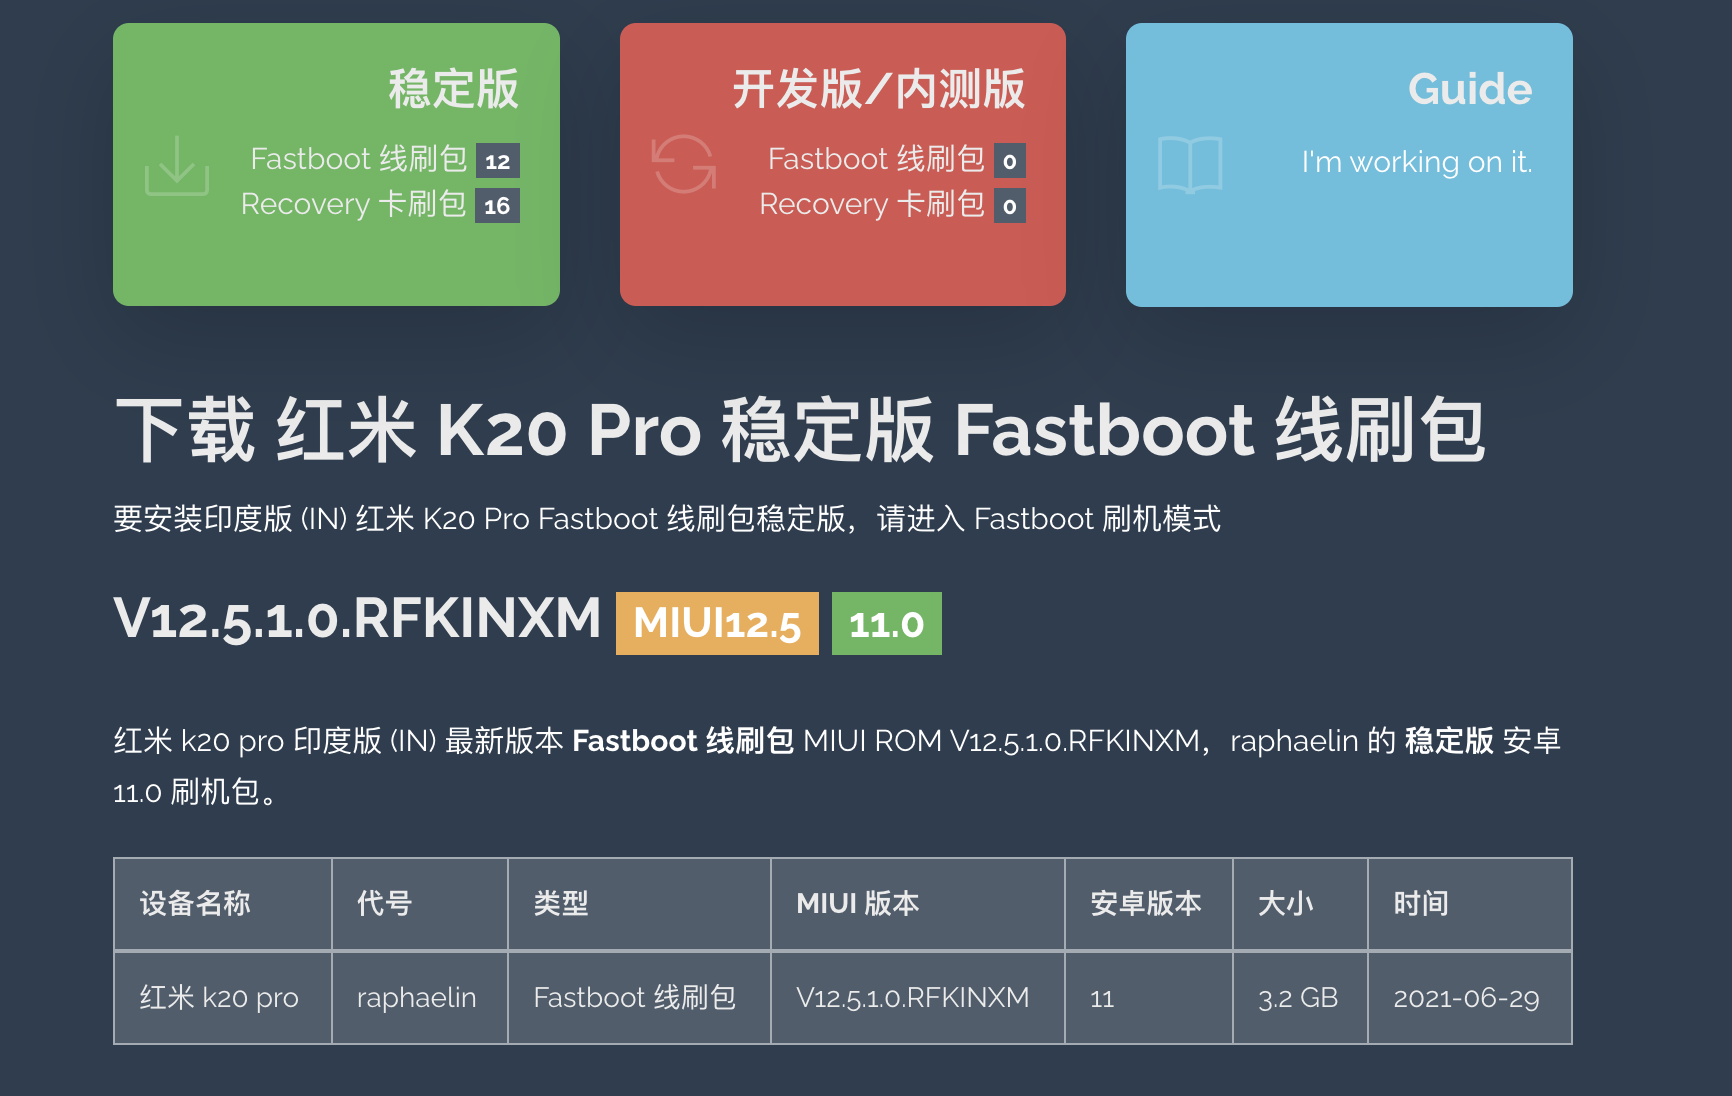 稳定版
Fastboot 线刷包 12
Recovery 卡刷包 16
开发版/内测版
Fastboot 线刷包 0
Recovery 卡刷包 0
Guide
I'm working on it.
下载 红米 K20 Pro 稳定版 Fastboot 线刷包
要安装印度版 (IN) 红米 K20 Pro Fastboot 线刷包稳定版，请进入 Fastboot 刷机模式
V12.5.1.0.RFKINXM MIUI12.5 11.0
红米 k20 pro 印度版 (IN) 最新版本 Fastboot 线刷包 MIUI ROM V12.5.1.0.RFKINXM，raphaelin 的 稳定版 安卓
11.0 刷机包。
设备名称 代号 类型 MIUI 版本 安卓版本 大小 时间
红米 k20 pro raphaelin Fastboot 线刷包 V12.5.1.0.RFKINXM 11 3.2 GB 2021-06-29